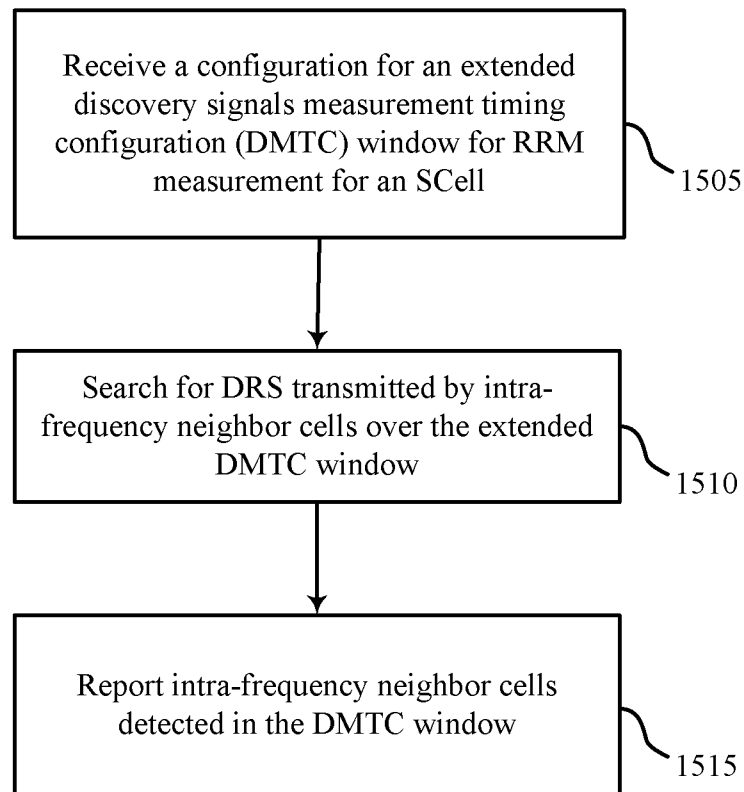 Receive a configuration for an extended
discovery signals measurement timing
configuration (DMTC) window for RRM
measurement for an SCell
1505
Search for DRS transmitted by intra-
frequency neighbor cells over the extended
DMTC window
1510
Report intra-frequency neighbor cells
detected in the DMTC window
1515